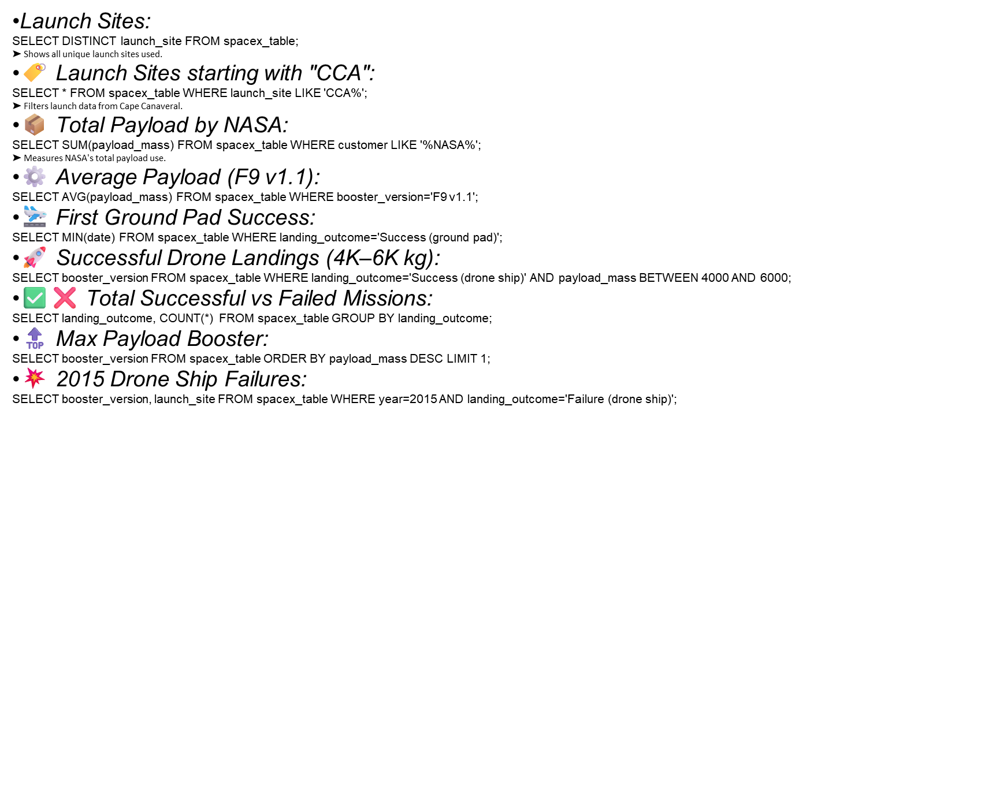 •Launch Sites:
SELECT DISTINCT launch_site FROM spacex_table;
➤ Shows all unique launch sites used.
• 🏷️ Launch Sites starting with "CCA":
SELECT * FROM spacex_table WHERE launch_site LIKE 'CCA%';
➤ Filters launch data from Cape Canaveral.
• 📦 Total Payload by NASA:
SELECT SUM(payload_mass) FROM spacex_table WHERE customer LIKE '%NASA%';
➤ Measures NASA's total payload use.
• ⚙️ Average Payload (F9 v1.1):
SELECT AVG(payload_mass) FROM spacex_table WHERE booster_version='F9 v1.1';
• 🛬 First Ground Pad Success:
SELECT MIN(date) FROM spacex_table WHERE landing_outcome='Success (ground pad)';
• 🚀 Successful Drone Landings (4K–6K kg):
SELECT booster_version FROM spacex_table WHERE landing_outcome='Success (drone ship)' AND payload_mass BETWEEN 4000 AND 6000;
• ✅ ❌ Total Successful vs Failed Missions:
SELECT landing_outcome, COUNT(*) FROM spacex_table GROUP BY landing_outcome;
• 🔝 Max Payload Booster:
SELECT booster_version FROM spacex_table ORDER BY payload_mass DESC LIMIT 1;
• 💥 2015 Drone Ship Failures:
SELECT booster_version, launch_site FROM spacex_table WHERE year=2015 AND landing_outcome='Failure (drone ship)';